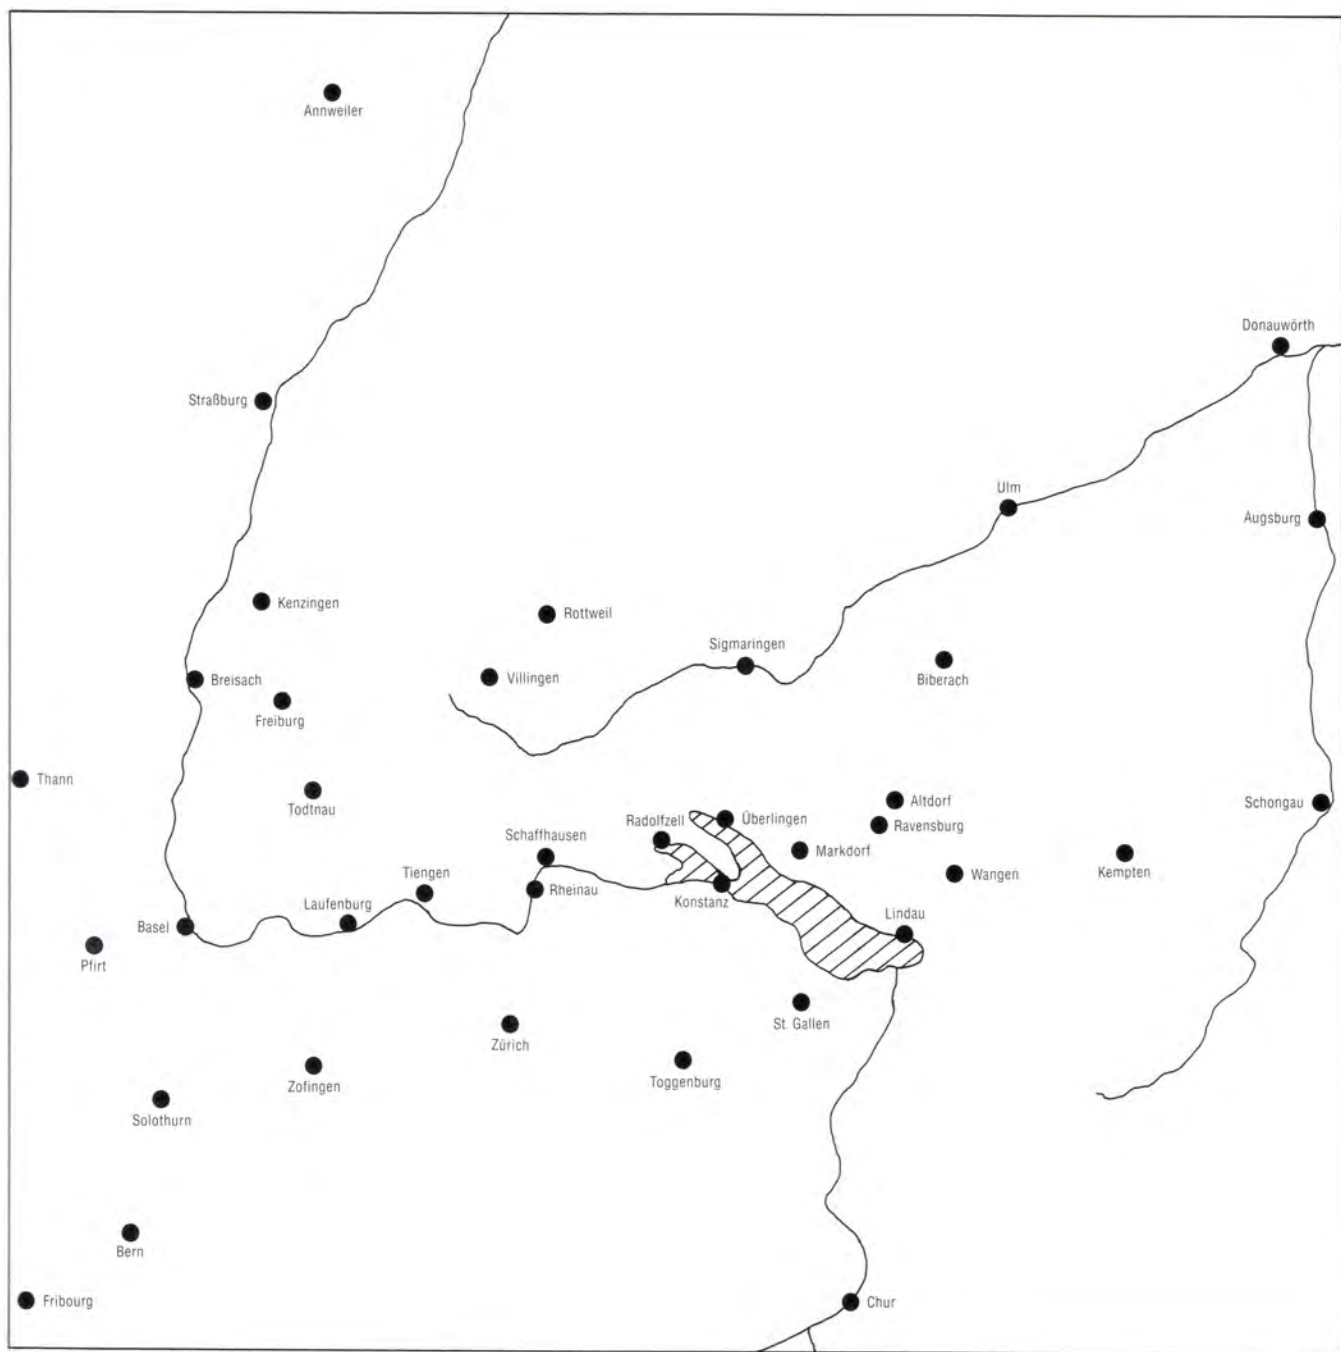 Annweiler
Donauwörth
Straßburg
Ulm
Augsburg
Kenzingen
Rottweil
Sigmaringen
Biberach
Breisach
Villingen
Freiburg
Thann
Todtnau
Altdorf
Schongau
Überlingen
Ravensburg
Radolfzell
Markdorf
Schaffhausen
Kempten
Wangen
Tiengen
Rheinau
Konstanz
Laufenburg
Lindau
Basel
Pfirt
St. Gallen
Zürich
Toggenburg
Zofingen
Solothurn
Bern
Fribourg
Chur